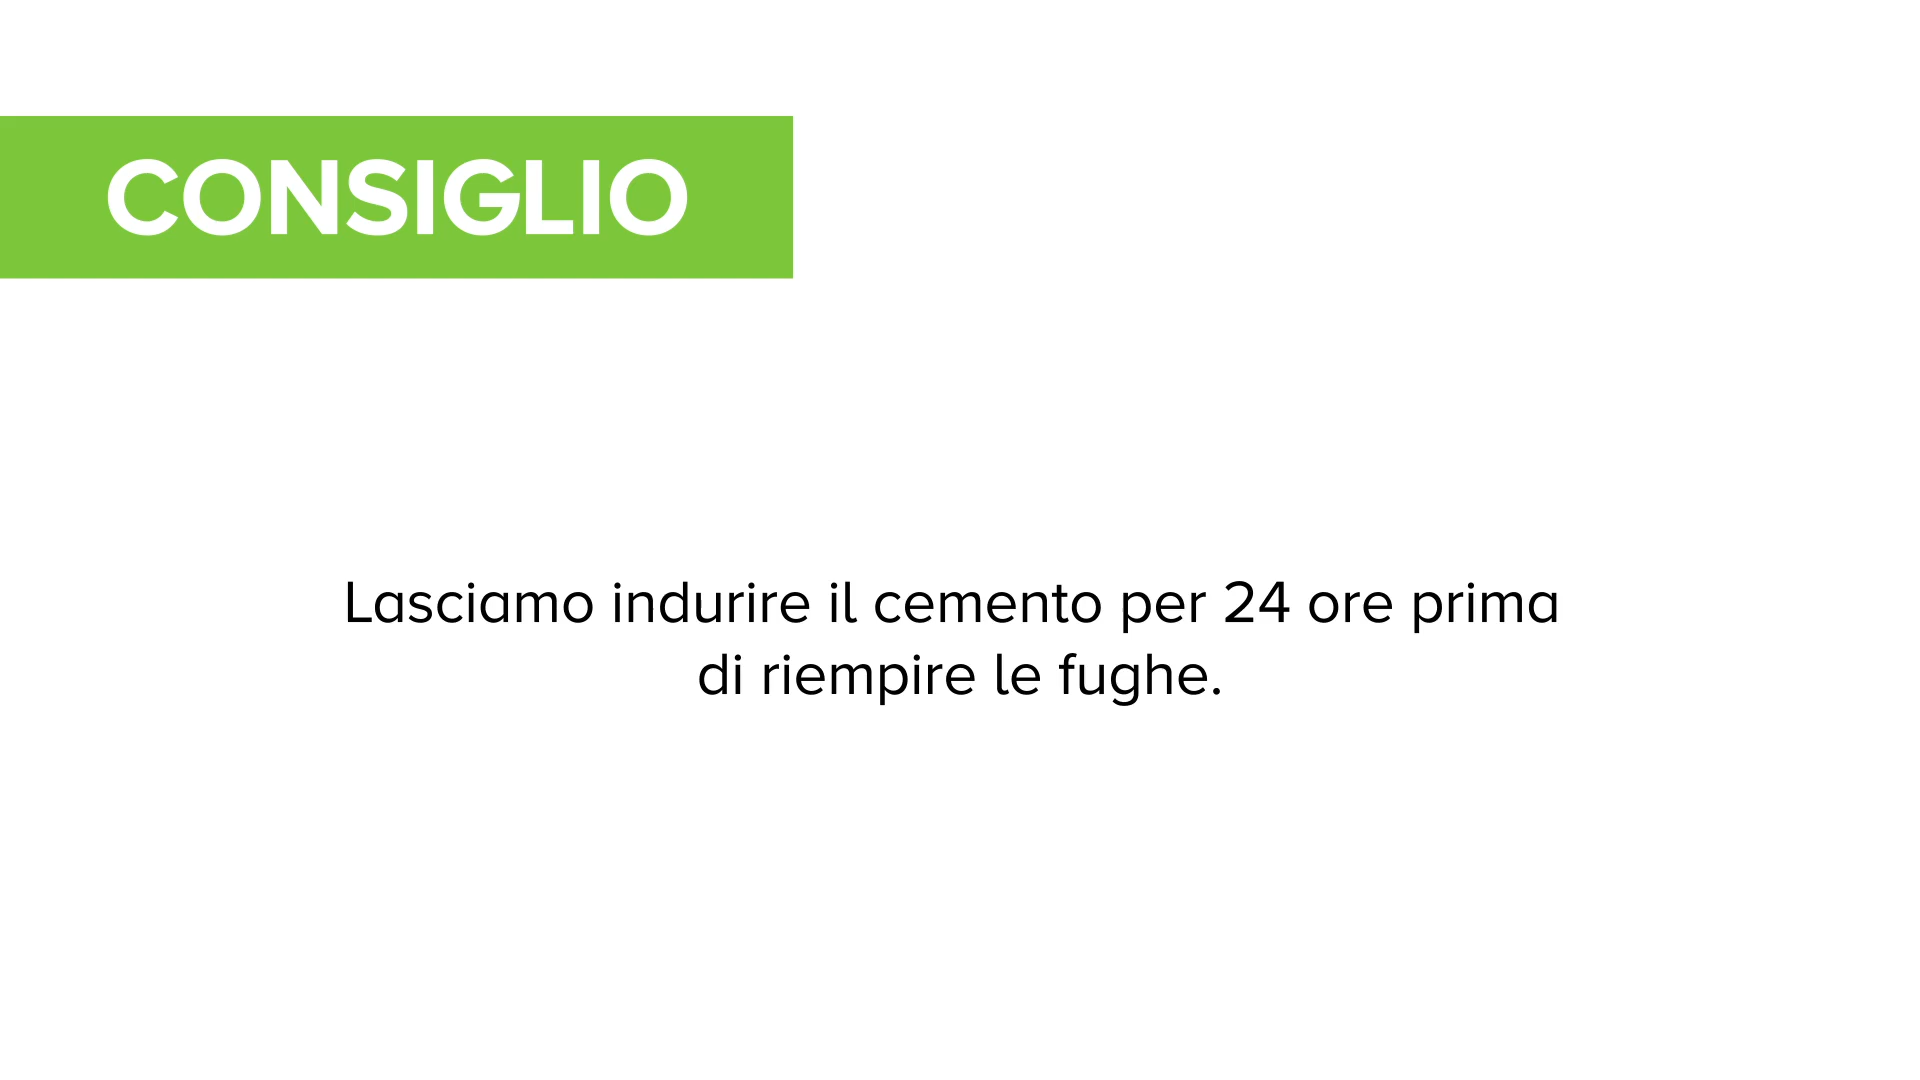 CONSIGLIO
Lasciamo indurire il cemento per 24 ore prima
di riempire le fughe.